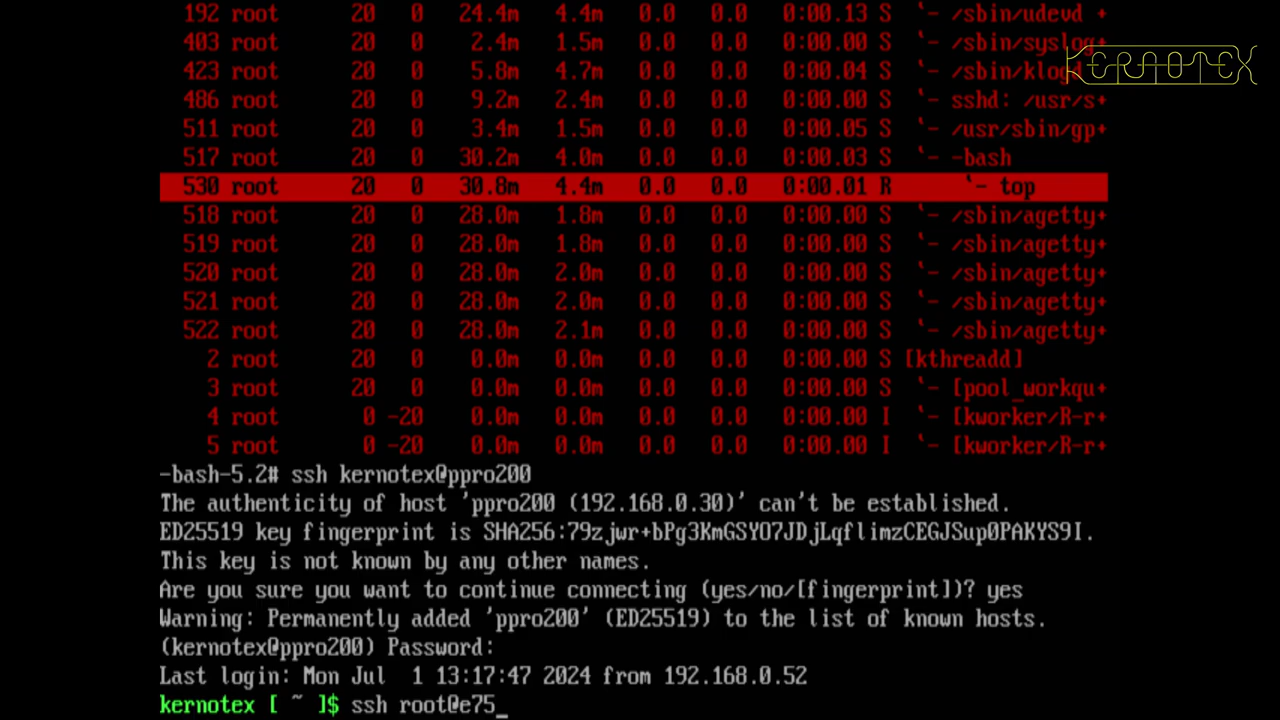 192 root 20 0 24.4m 4.4m 0.0 0.0 0:00.13 S `- /sbin/udevd +
403 root 20 0 2.4m 1.5m 0.0 0.0 0:00.00 S `- /sbin/syslog+
KERNOTEX
423 root 20 0 5.8m 4.7m 0.0 0.0 0:00.04 S `- /sbin/klo
486 root 20 0 9.2m 2.4m 0.0 0.0 0:00.00 S `- sshd: /usr/s+
511 root 20 0 3.4m 1.5m 0.0 0.0 0:00.05 S `- /usr/sbin/gp+
517 root 20 0 30.2m 4.0m 0.0 0.0 0:00.03 S `- -bash
530 root 20 0 30.8m 4.4m 0.0 0.0 0:00.01 R `- top
518 root 20 0 28.0m 1.8m 0.0 0.0 0:00.00 S `- /sbin/agetty+
519 root 20 0 28.0m 1.8m 0.0 0.0 0:00.00 S `- /sbin/agetty+
520 root 20 0 28.0m 2.0m 0.0 0.0 0:00.00 S `- /sbin/agetty+
521 root 20 0 28.0m 2.0m 0.0 0.0 0:00.00 S `- /sbin/agetty+
522 root 20 0 28.0m 2.1m 0.0 0.0 0:00.00 S `- /sbin/agetty+
2 root 20 0 0.0m 0.0m 0.0 0.0 0:00.00 S [kthreadd]
3 root 20 0 0.0m 0.0m 0.0 0.0 0:00.00 S `- [pool_workqu+
4 root 0 -20 0.0m 0.0m 0.0 0.0 0:00.00 I `- [kworker/R-r+
5 root 0 -20 0.0m 0.0m 0.0 0.0 0:00.00 I `- [kworker/R-r+
-bash-5.2# ssh kernotex@ppro200
The authenticity of host 'ppro200 (192.168.0.30)' can't be established.
ED25519 key fingerprint is SHA256:79zjwr+bPg3KmGSYO7JDjLqflimzCEGJSup0PAKYS9I.
This key is not known by any other names.
Are you sure you want to continue connecting (yes/no/[fingerprint])? yes
Warning: Permanently added 'ppro200' (ED25519) to the list of known hosts.
(kernotex@ppro200) Password:
Last login: Mon Jul 1 13:17:47 2024 from 192.168.0.52
kernotex [ ~ ]$ ssh root@e75_